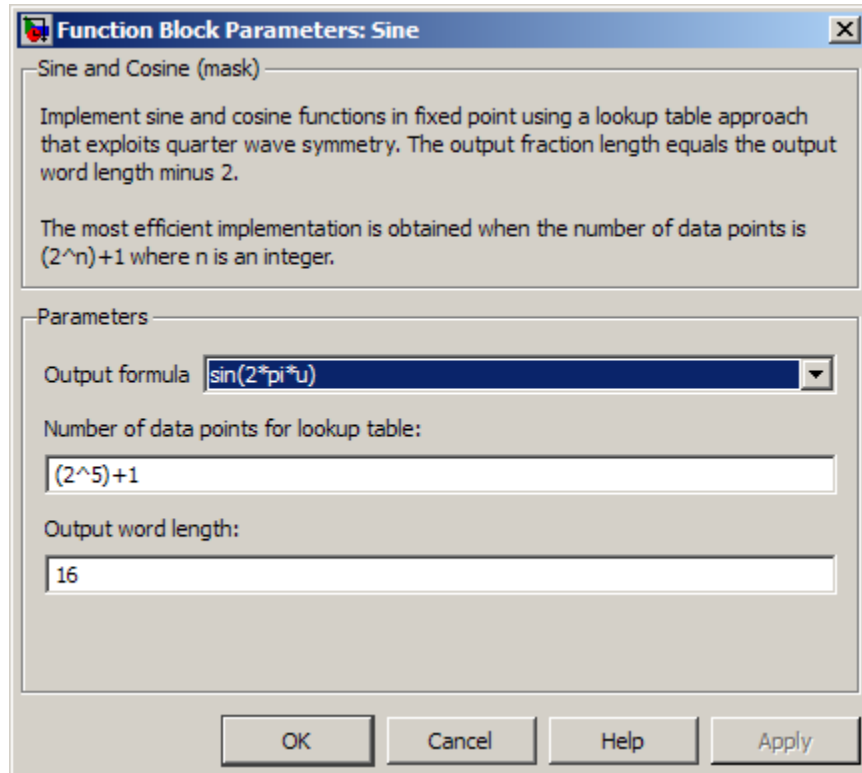 Function Block Parameters: Sine
Sine and Cosine (mask)
Implement sine and cosine functions in fixed point using a lookup table approach
that exploits quarter wave symmetry. The output fraction length equals the output
word length minus 2.
The most efficient implementation is obtained when the number of data points is
(2^n)+1 where n is an integer.
Parameters
Output formula sin(2*pi*u)
Number of data points for lookup table:
(2^5)+1
Output word length:
16
OK Cancel Help Apply